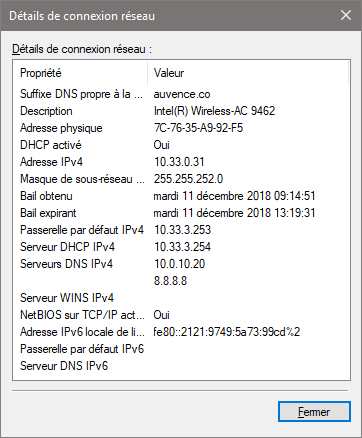 Détails de connexion réseau
Détails de connexion réseau :
Propriété Valeur
Suffixe DNS propre à la ... auvence.co
Description Intel(R) Wireless-AC 9462
Adresse physique 7C-76-35-A9-92-F5
DHCP activé Oui
Adresse IPv4 10.33.0.31
Masque de sous-réseau ... 255.255.252.0
Bail obtenu mardi 11 décembre 2018 09:14:51
Bail expirant mardi 11 décembre 2018 13:19:31
Passerelle par défaut IPv4 10.33.3.253
Serveur DHCP IPv4 10.33.3.254
Serveurs DNS IPv4 10.0.10.20
8.8.8.8
Serveur WINS IPv4
NetBIOS sur TCP/IP act... Oui
Adresse IPv6 locale de li... fe80::2121:9749:5a73:99cd%2
Passerelle par défaut IPv6
Serveur DNS IPv6
Fermer